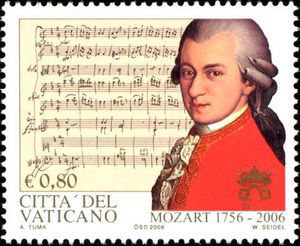 € 0,80
CITTA´ DEL
VATICANO
MOZART 1756 - 2006
A. TUMA
ÖSD 2006
W. SEIDEL